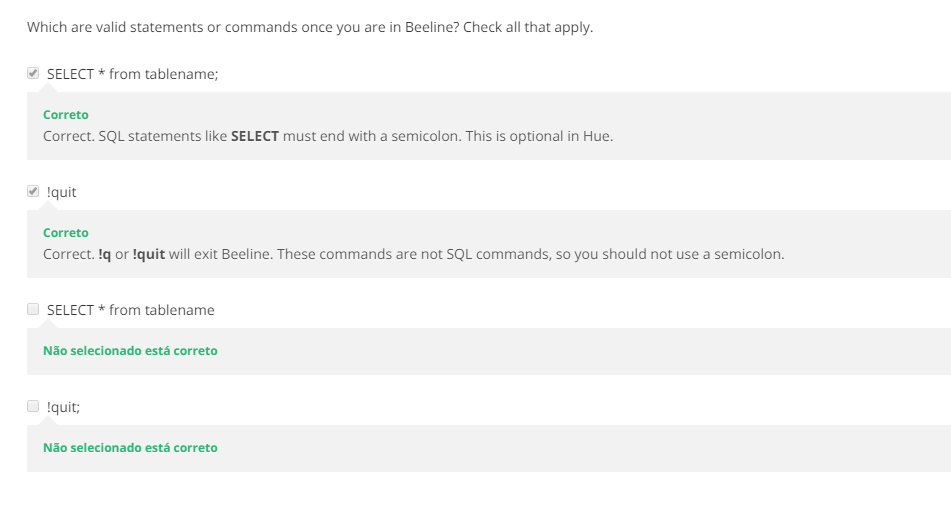 Which are valid statements or commands once you are in Beeline? Check all that apply.
SELECT * from tablename;
Correto
Correct. SQL statements like SELECT must end with a semicolon. This is optional in Hue.
!quit
Correto
Correct. !q or !quit will exit Beeline. These commands are not SQL commands, so you should not use a semicolon.
SELECT * from tablename
Não selecionado está correto
!quit;
Não selecionado está correto